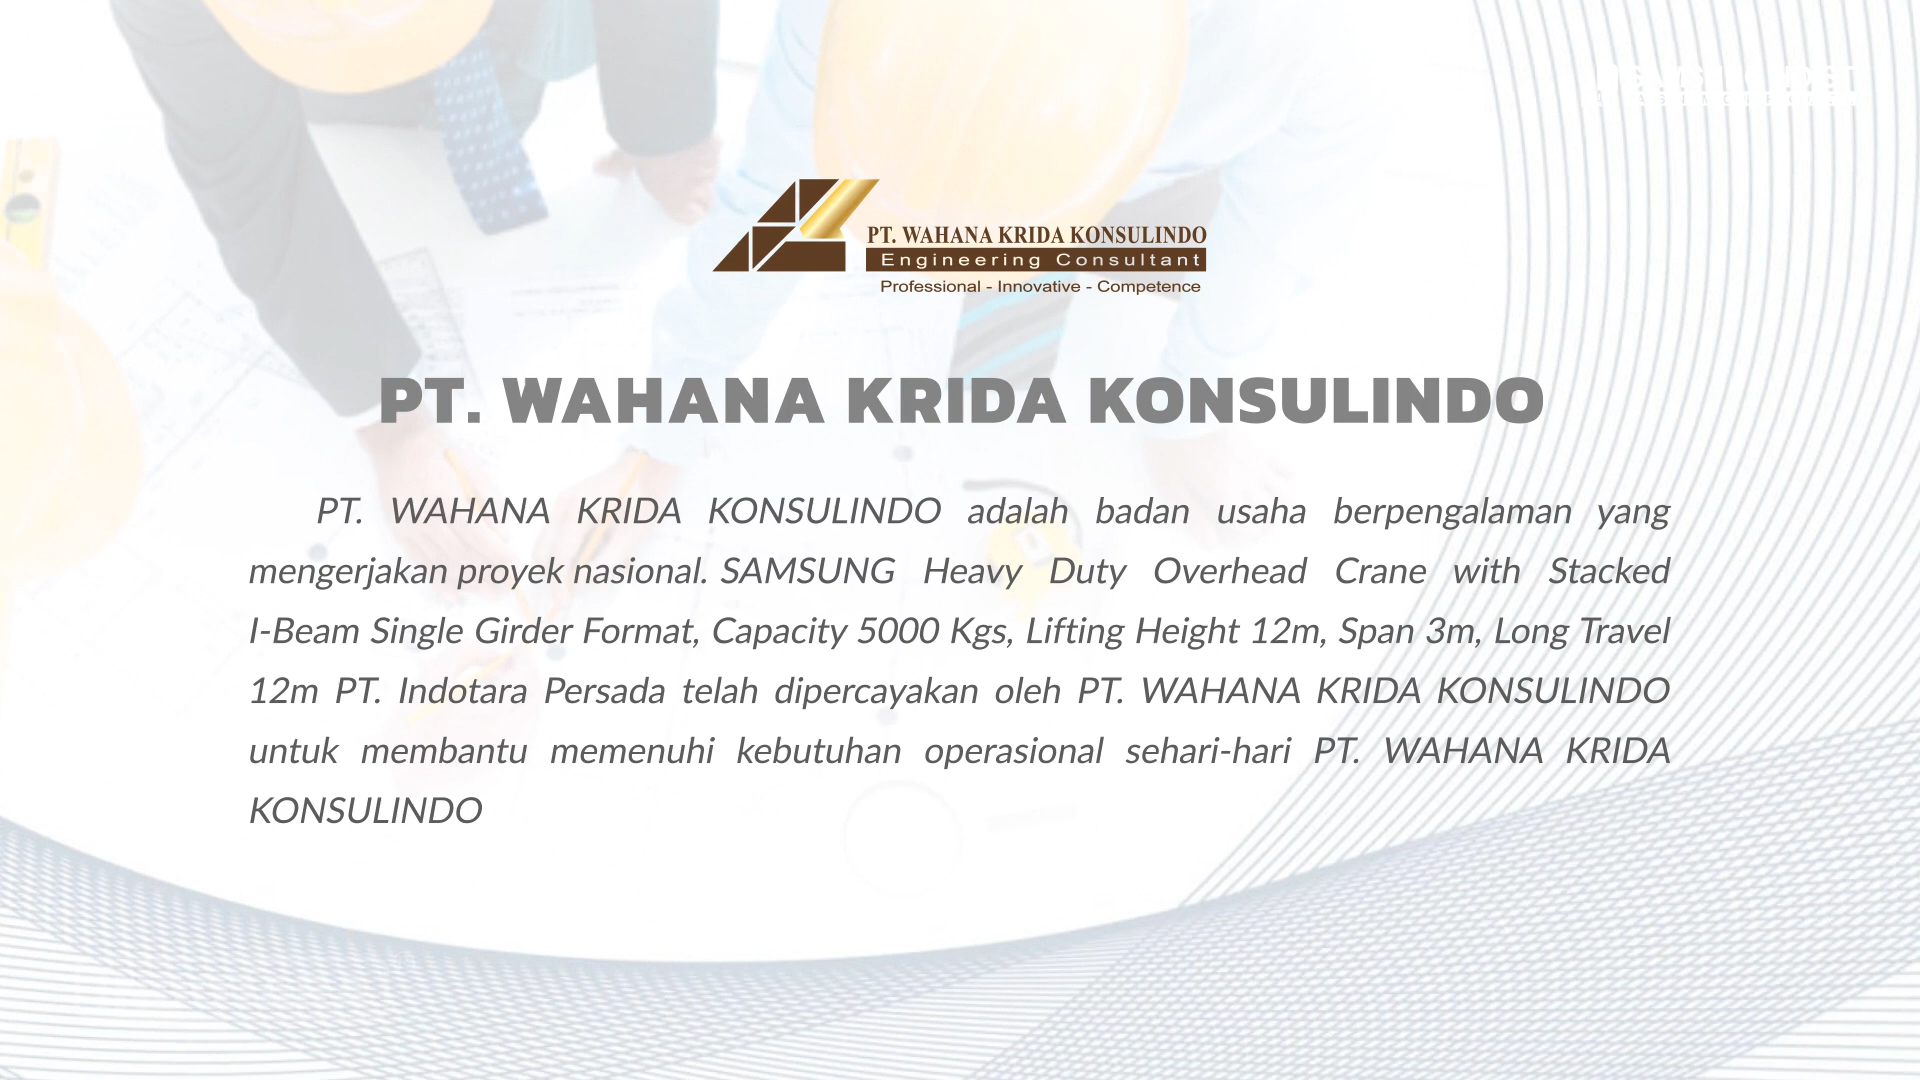 PT. WAHANA KRIDA KONSULINDO
Engineering Consultant
Professional - Innovative - Competence
PT. WAHANA KRIDA KONSULINDO
PT. WAHANA KRIDA KONSULINDO adalah badan usaha berpengalaman yang
mengerjakan proyek nasional. SAMSUNG Heavy Duty Overhead Crane with Stacked
I-Beam Single Girder Format, Capacity 5000 Kgs, Lifting Height 12m, Span 3m, Long Travel
12m PT. Indotara Persada telah dipercayakan oleh PT. WAHANA KRIDA KONSULINDO
untuk membantu memenuhi kebutuhan operasional sehari-hari PT. WAHANA KRIDA
KONSULINDO